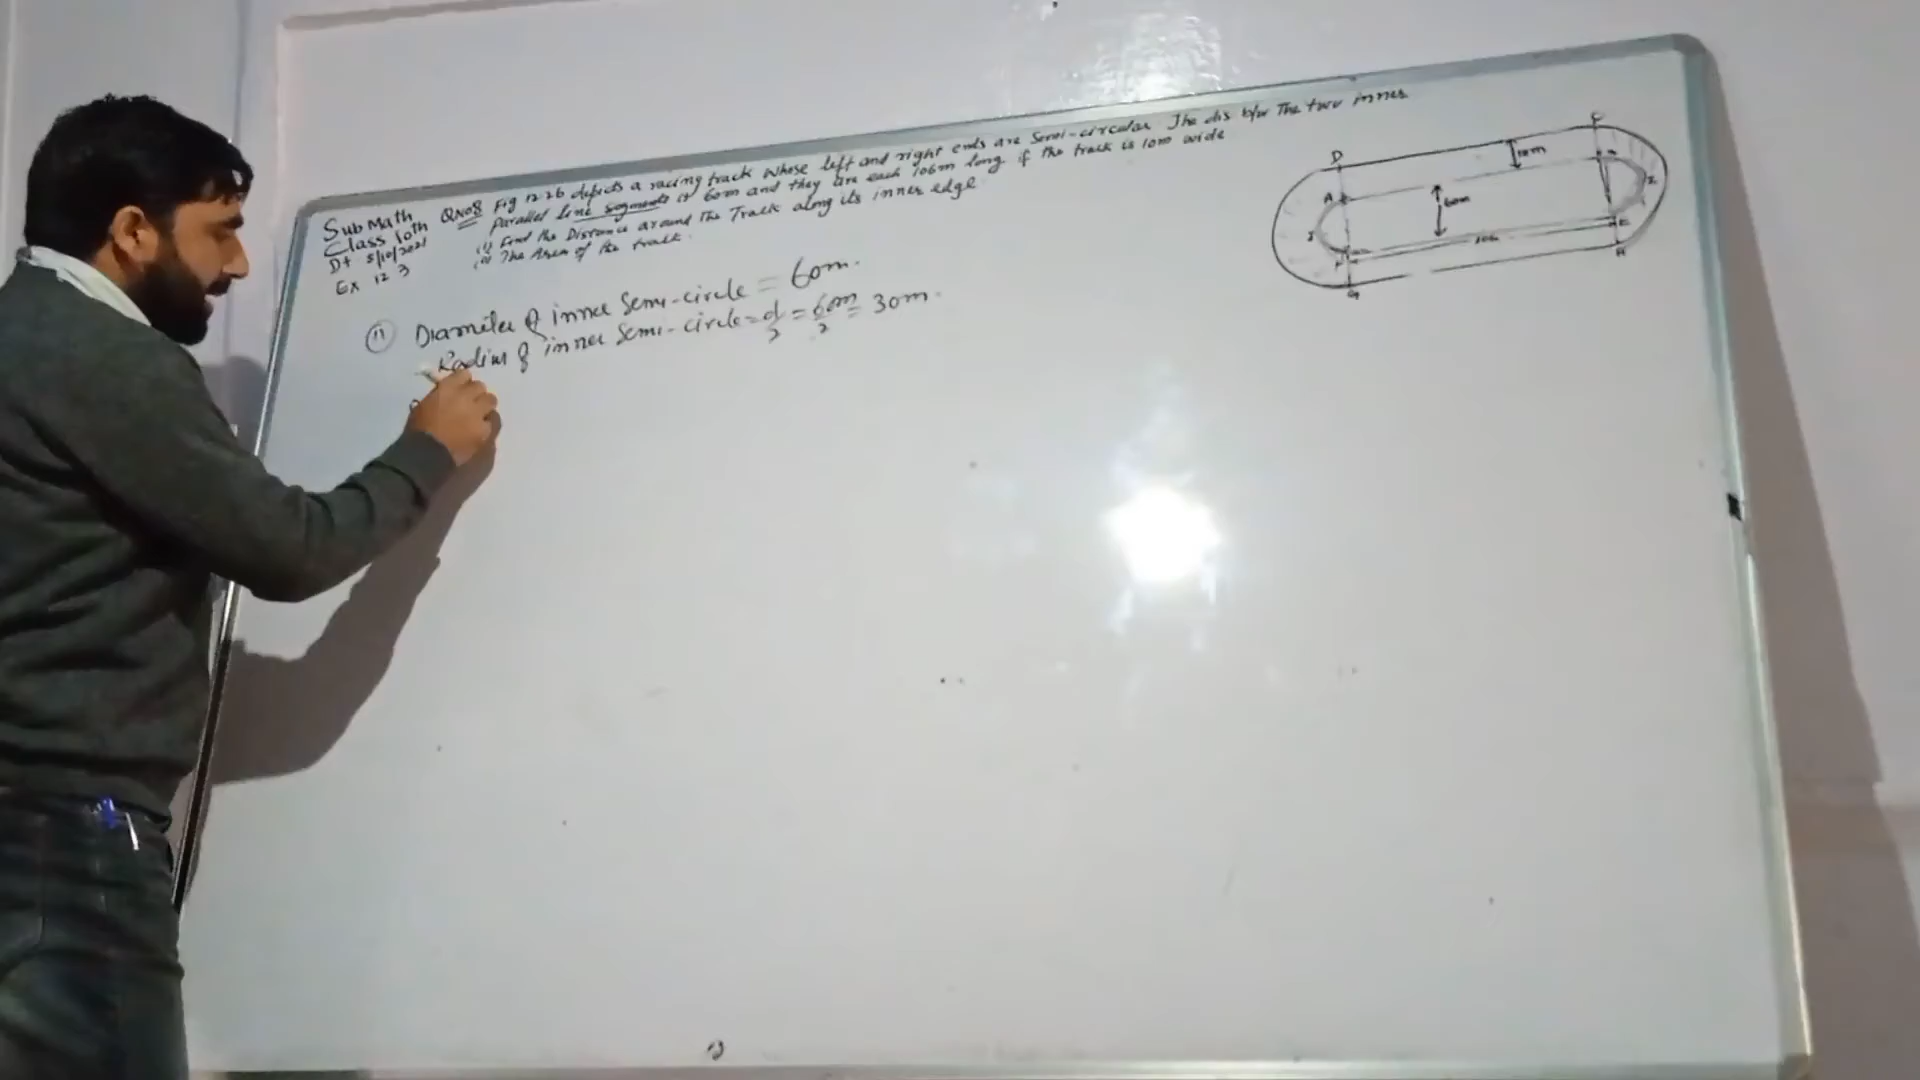 Sub Math
Class 10th
Dt 5/10/2021
Ex 12 3
QNo8 Fig 12.26 depicts a racing track whose left and right ends are Semi-circular The dis b/w The two inner
Parallel line segments is 60m and they are each 106m long if the track is 10m wide
(i) Find the Distance around The Track along its inner edge
(ii) The Area of the track.
(ii) Diameter of inner Semi-circle = 60m.
Radius of inner Semi-circle = d/2 = 60m/2 = 30m.
D
C
10m
A
60m
I
E
106
F
H
G